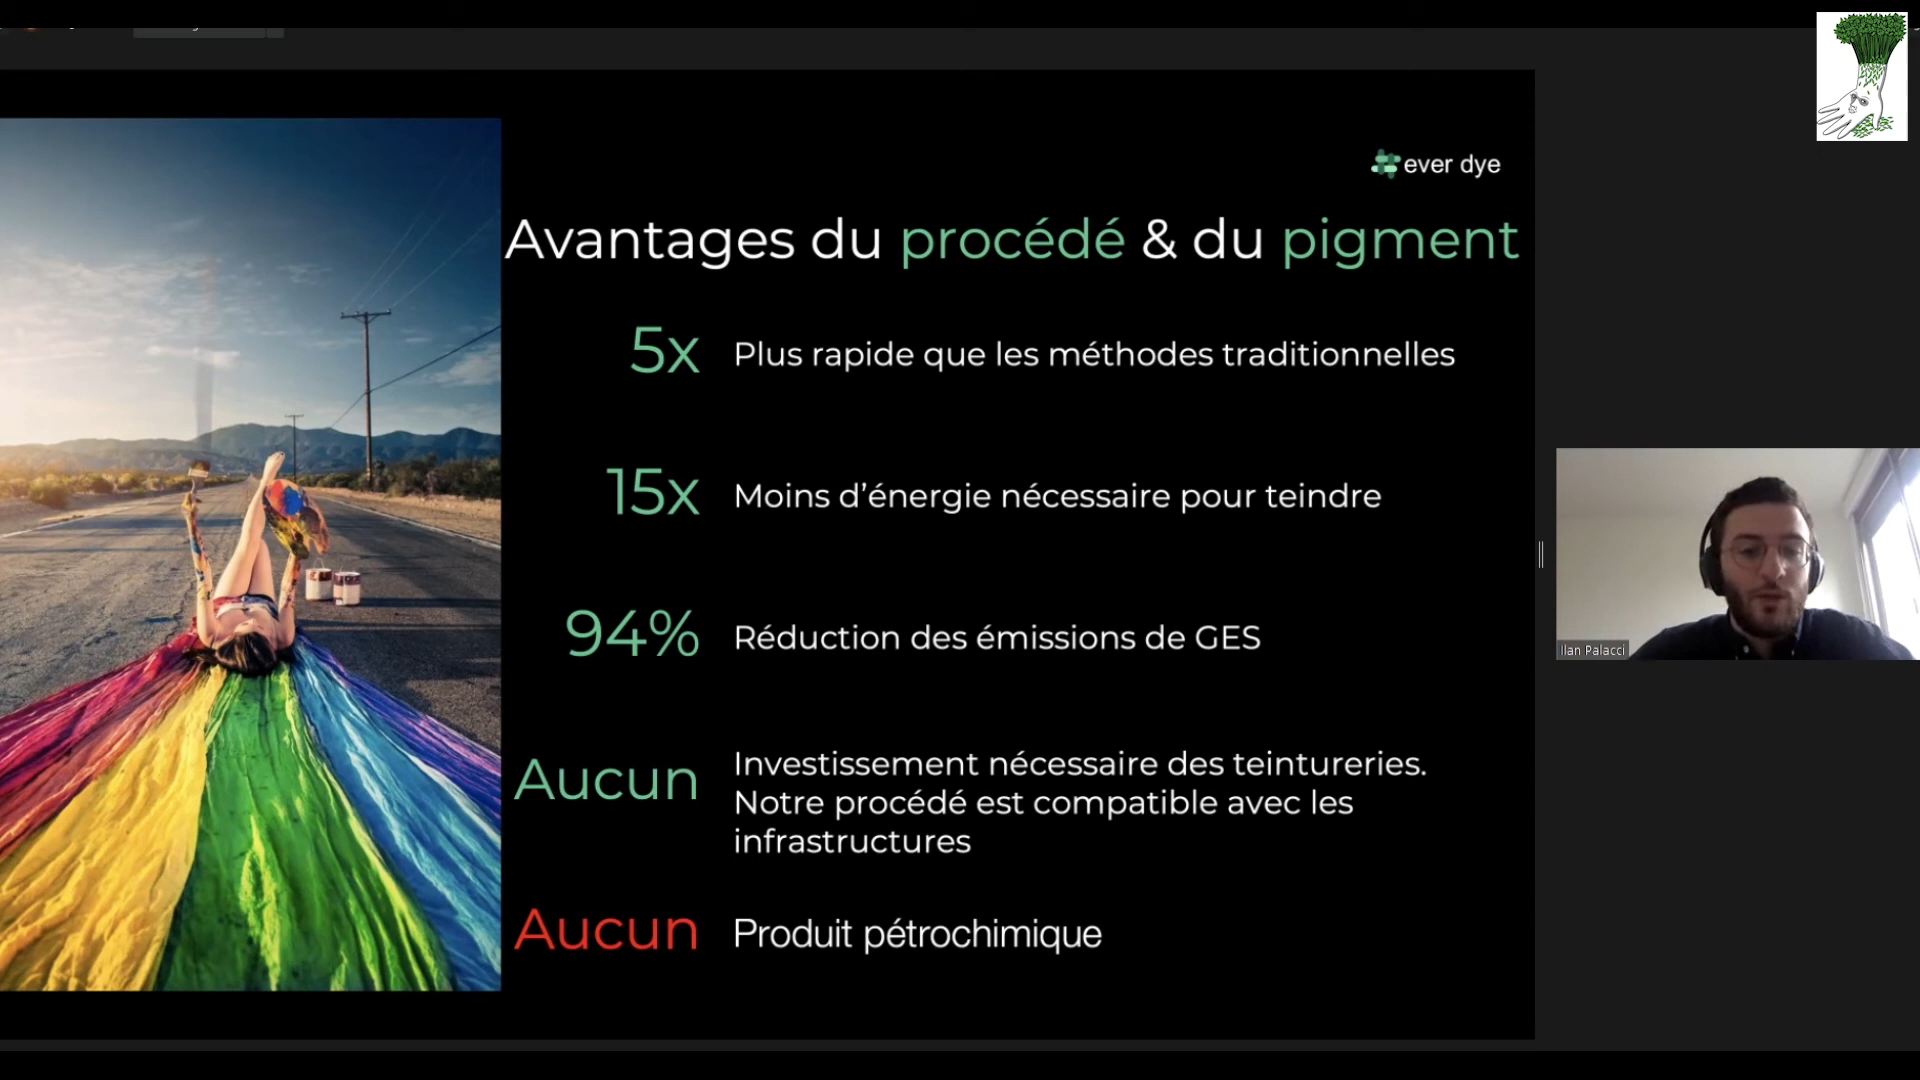 ever dye
Avantages du procédé & du pigment
5x Plus rapide que les méthodes traditionnelles
15x Moins d’énergie nécessaire pour teindre
94% Réduction des émissions de GES
Aucun Investissement nécessaire des teintureries.
Notre procédé est compatible avec les
infrastructures
Aucun Produit pétrochimique
Ilan Palacci